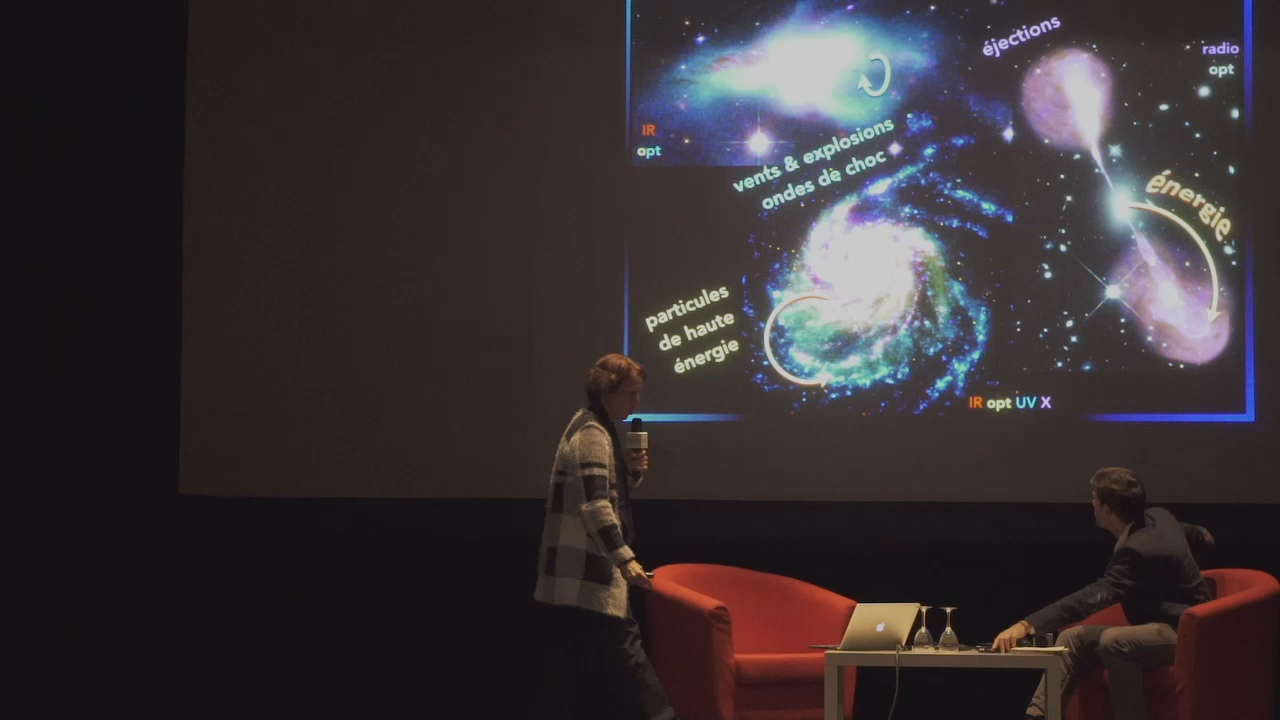 éjections
radio
opt
IR
opt
vents & explosions
ondes de choc
énergie
particules
de haute
énergie
IR opt UV X